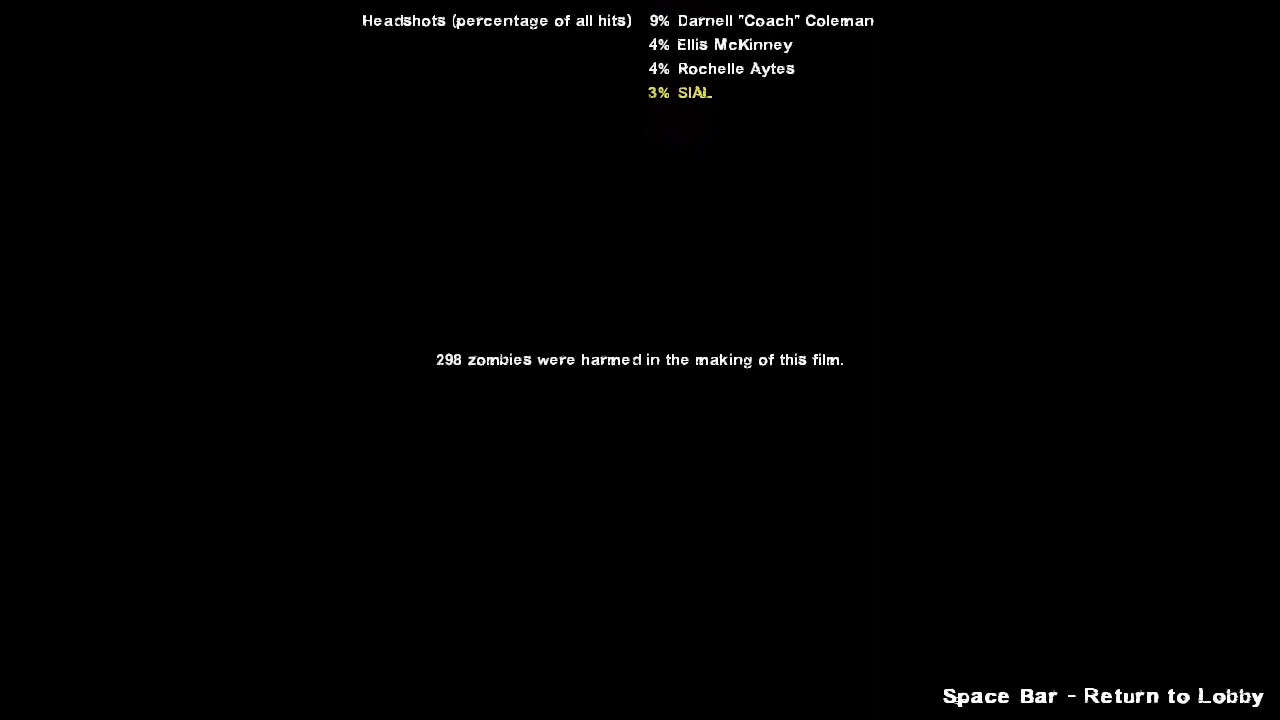 Headshots (percentage of all hits) 9% Darnell "Coach" Coleman
4% Ellis McKinney
4% Rochelle Aytes
3% SIAL
298 zombies were harmed in the making of this film.
Space Bar - Return to Lobby